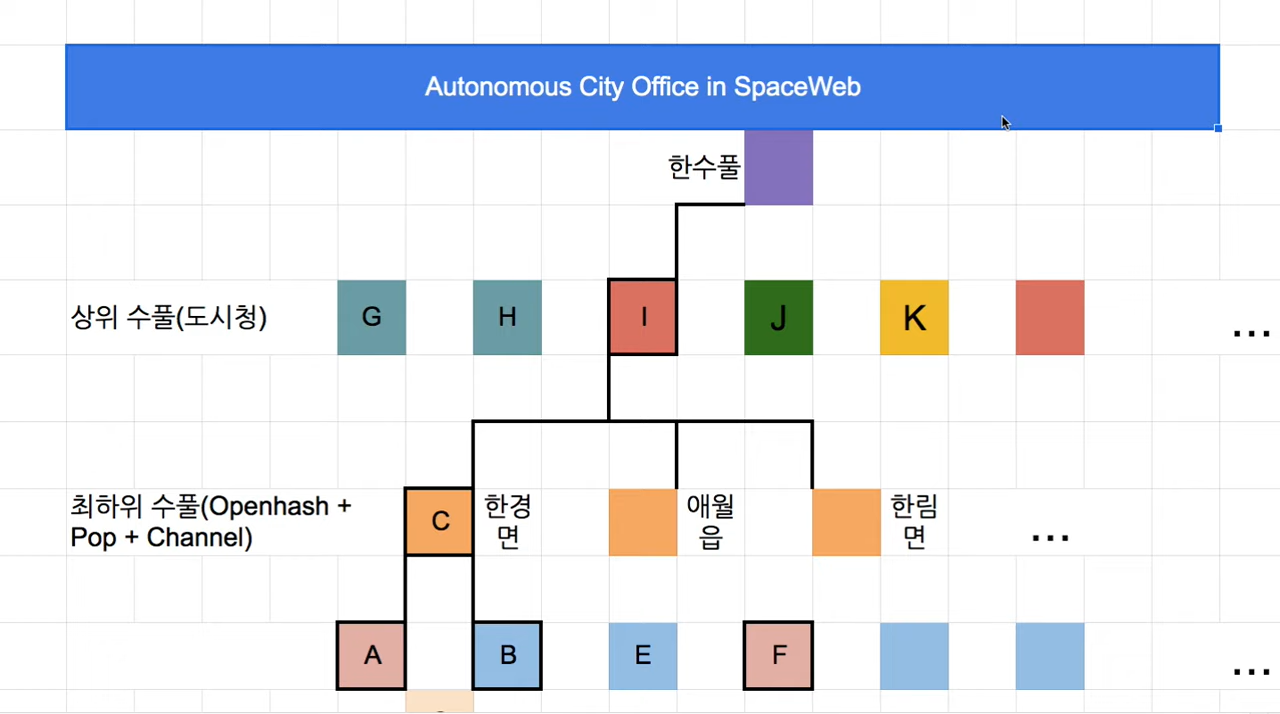 Autonomous City Office in SpaceWeb
한수풀
상위 수풀(도시청)
G
H
I
J
K
...
최하위 수풀(Openhash +
Pop + Channel)
C
한경
면
애월
읍
한림
면
...
A
B
E
F
...